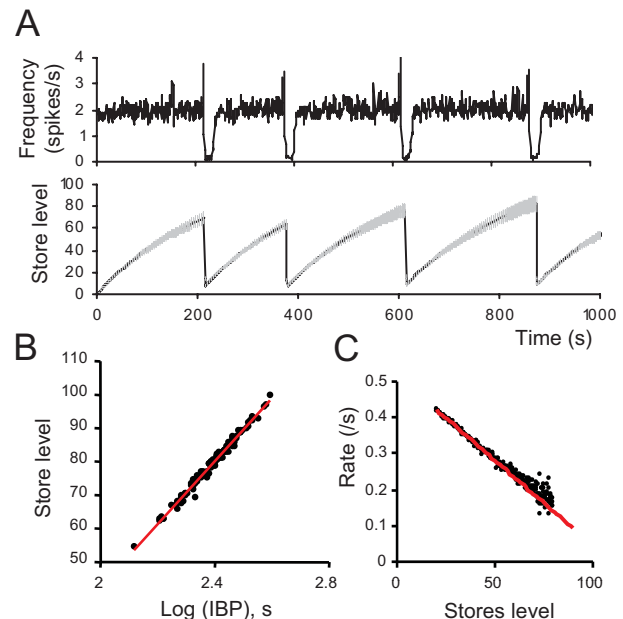 A
Frequency
(spikes/s)
4
3
2
1
0
Store level
100
80
60
40
20
0
0 200 400 600 800 1000
Time (s)
B
Store level
110
100
90
80
70
60
50
2 2.4 2.8
Log (IBP), s
C
Rate (/s)
0.5
0.4
0.3
0.2
0.1
0
0 50 100
Stores level